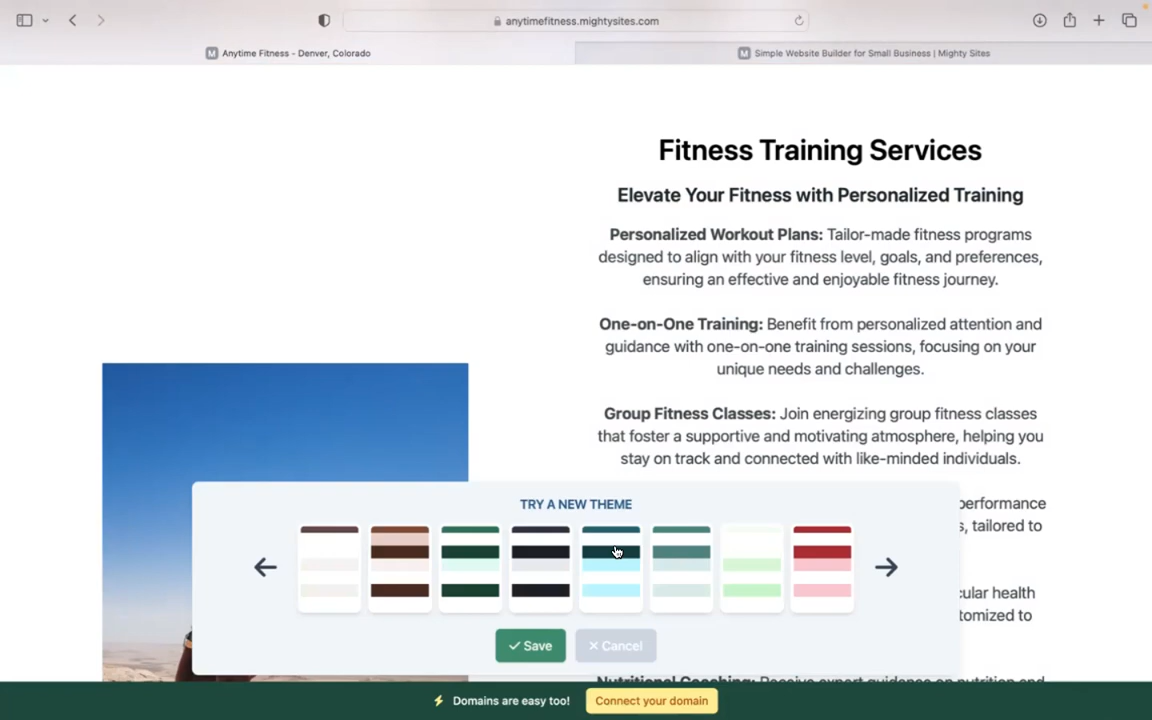 anytimefitness.mightysites.com
M Anytime Fitness - Denver, Colorado
M Simple Website Builder for Small Business | Mighty Sites
Fitness Training Services
Elevate Your Fitness with Personalized Training
Personalized Workout Plans: Tailor-made fitness programs
designed to align with your fitness level, goals, and preferences,
ensuring an effective and enjoyable fitness journey.
One-on-One Training: Benefit from personalized attention and
guidance with one-on-one training sessions, focusing on your
unique needs and challenges.
Group Fitness Classes: Join energizing group fitness classes
that foster a supportive and motivating atmosphere, helping you
stay on track and connected with like-minded individuals.
performance
s, tailored to
cular health
tomized to
TRY A NEW THEME
Save
Cancel
Nutritional Coaching: Receive expert guidance on nutrition and
Domains are easy too!
Connect your domain